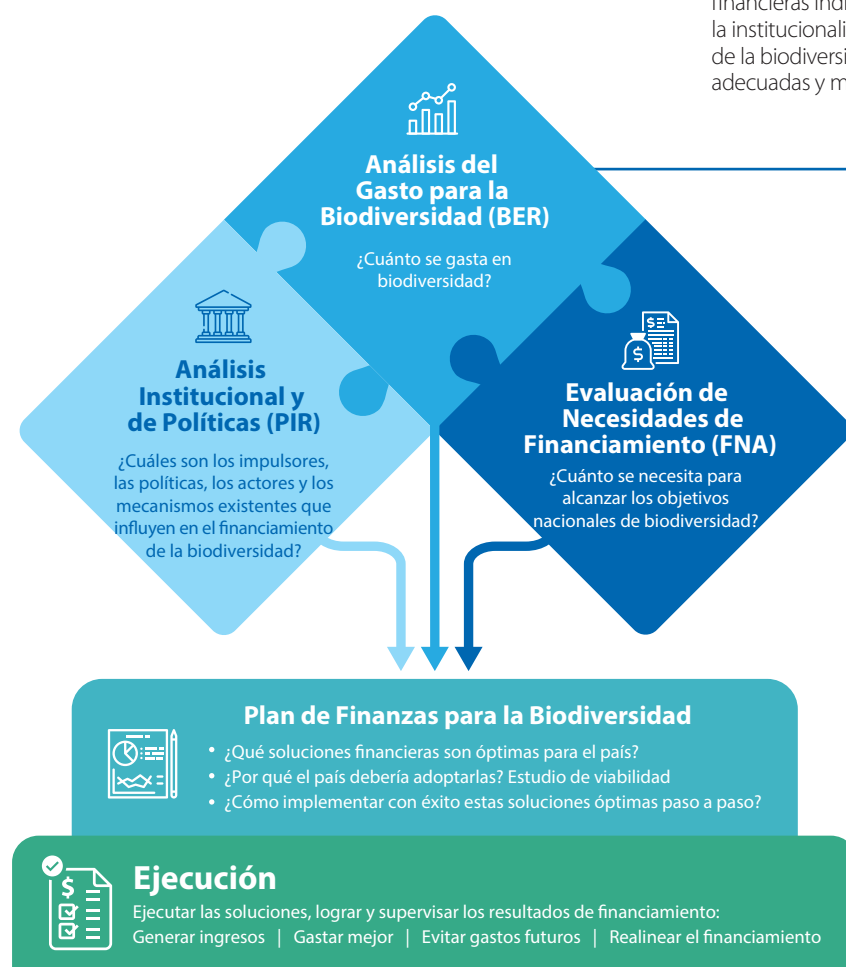 financieras
la
de la
adecuadas y
Análisis del
Gasto para la
Biodiversidad (BER)
¿Cuánto se gasta en
biodiversidad?
Análisis
Institucional y
de Políticas (PIR)
¿Cuáles son los impulsores,
las políticas, los actores y los
mecanismos existentes que
influyen en el financiamiento
de la biodiversidad?
$
$
Evaluación de
Necesidades de
Financiamiento (FNA)
¿Cuánto se necesita para
alcanzar los objetivos
nacionales de biodiversidad?
Plan de Finanzas para la Biodiversidad
• ¿Qué soluciones financieras son óptimas para el país?
• ¿Por qué el país debería adoptarlas? Estudio de viabilidad
• ¿Cómo implementar con éxito estas soluciones óptimas paso a paso?
$
Ejecución
Ejecutar las soluciones, lograr y supervisar los resultados de financiamiento:
Generar ingresos | Gastar mejor | Evitar gastos futuros | Realinear el financiamiento